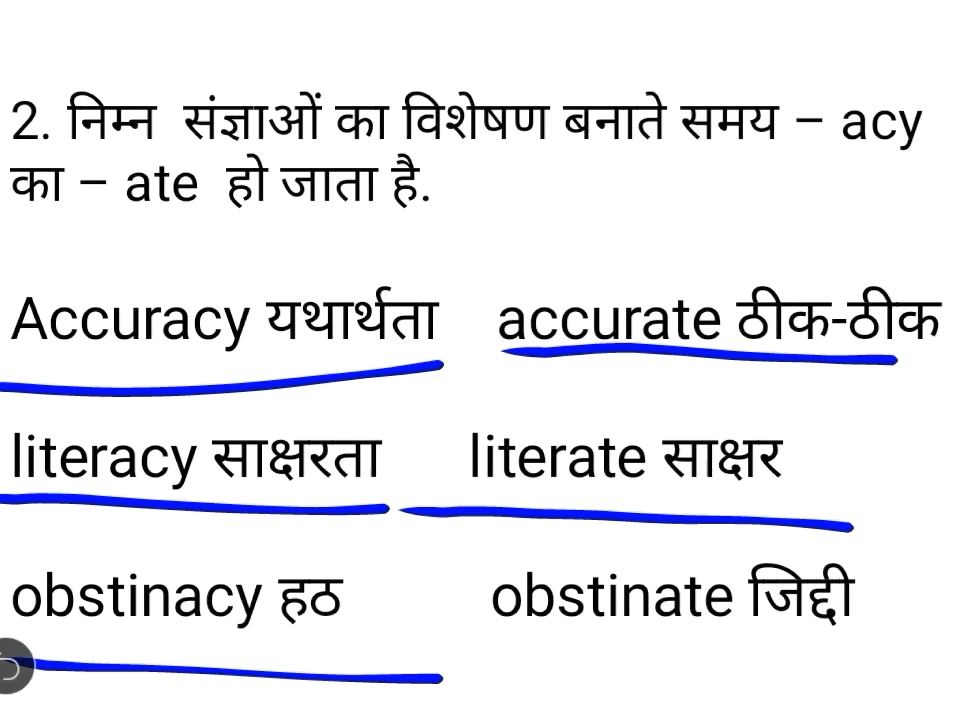 2. निम्न संज्ञाओं का विशेषण बनाते समय – acy
का – ate हो जाता है.
Accuracy यथार्थता accurate ठीक-ठीक
literacy साक्षरता literate साक्षर
obstinacy हठ obstinate जिद्दी